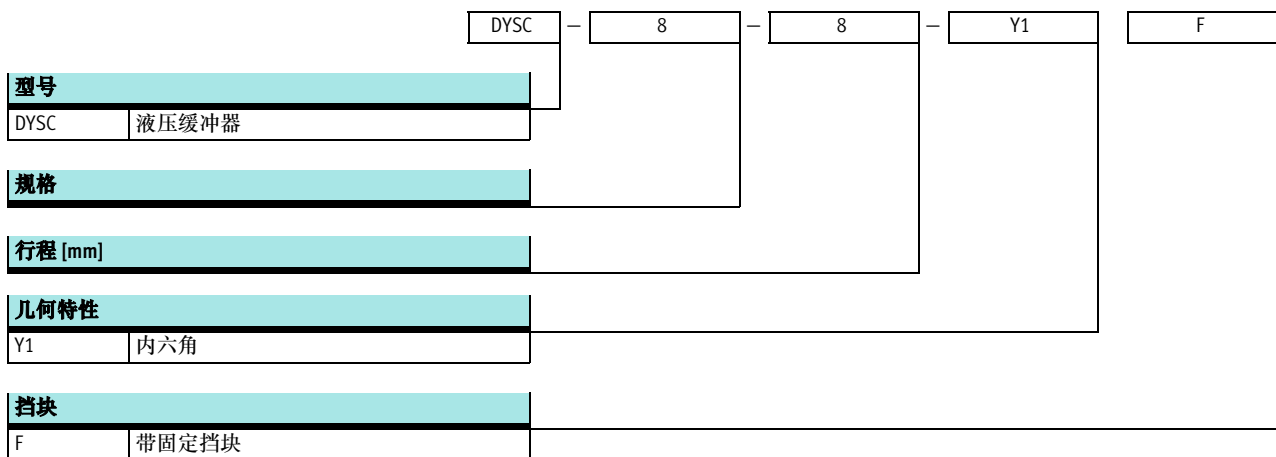 DYSC – 8 – 8 – Y1 F
型号
DYSC 液压缓冲器
规格
行程 [mm]
几何特性
Y1 内六角
挡块
F 带固定挡块